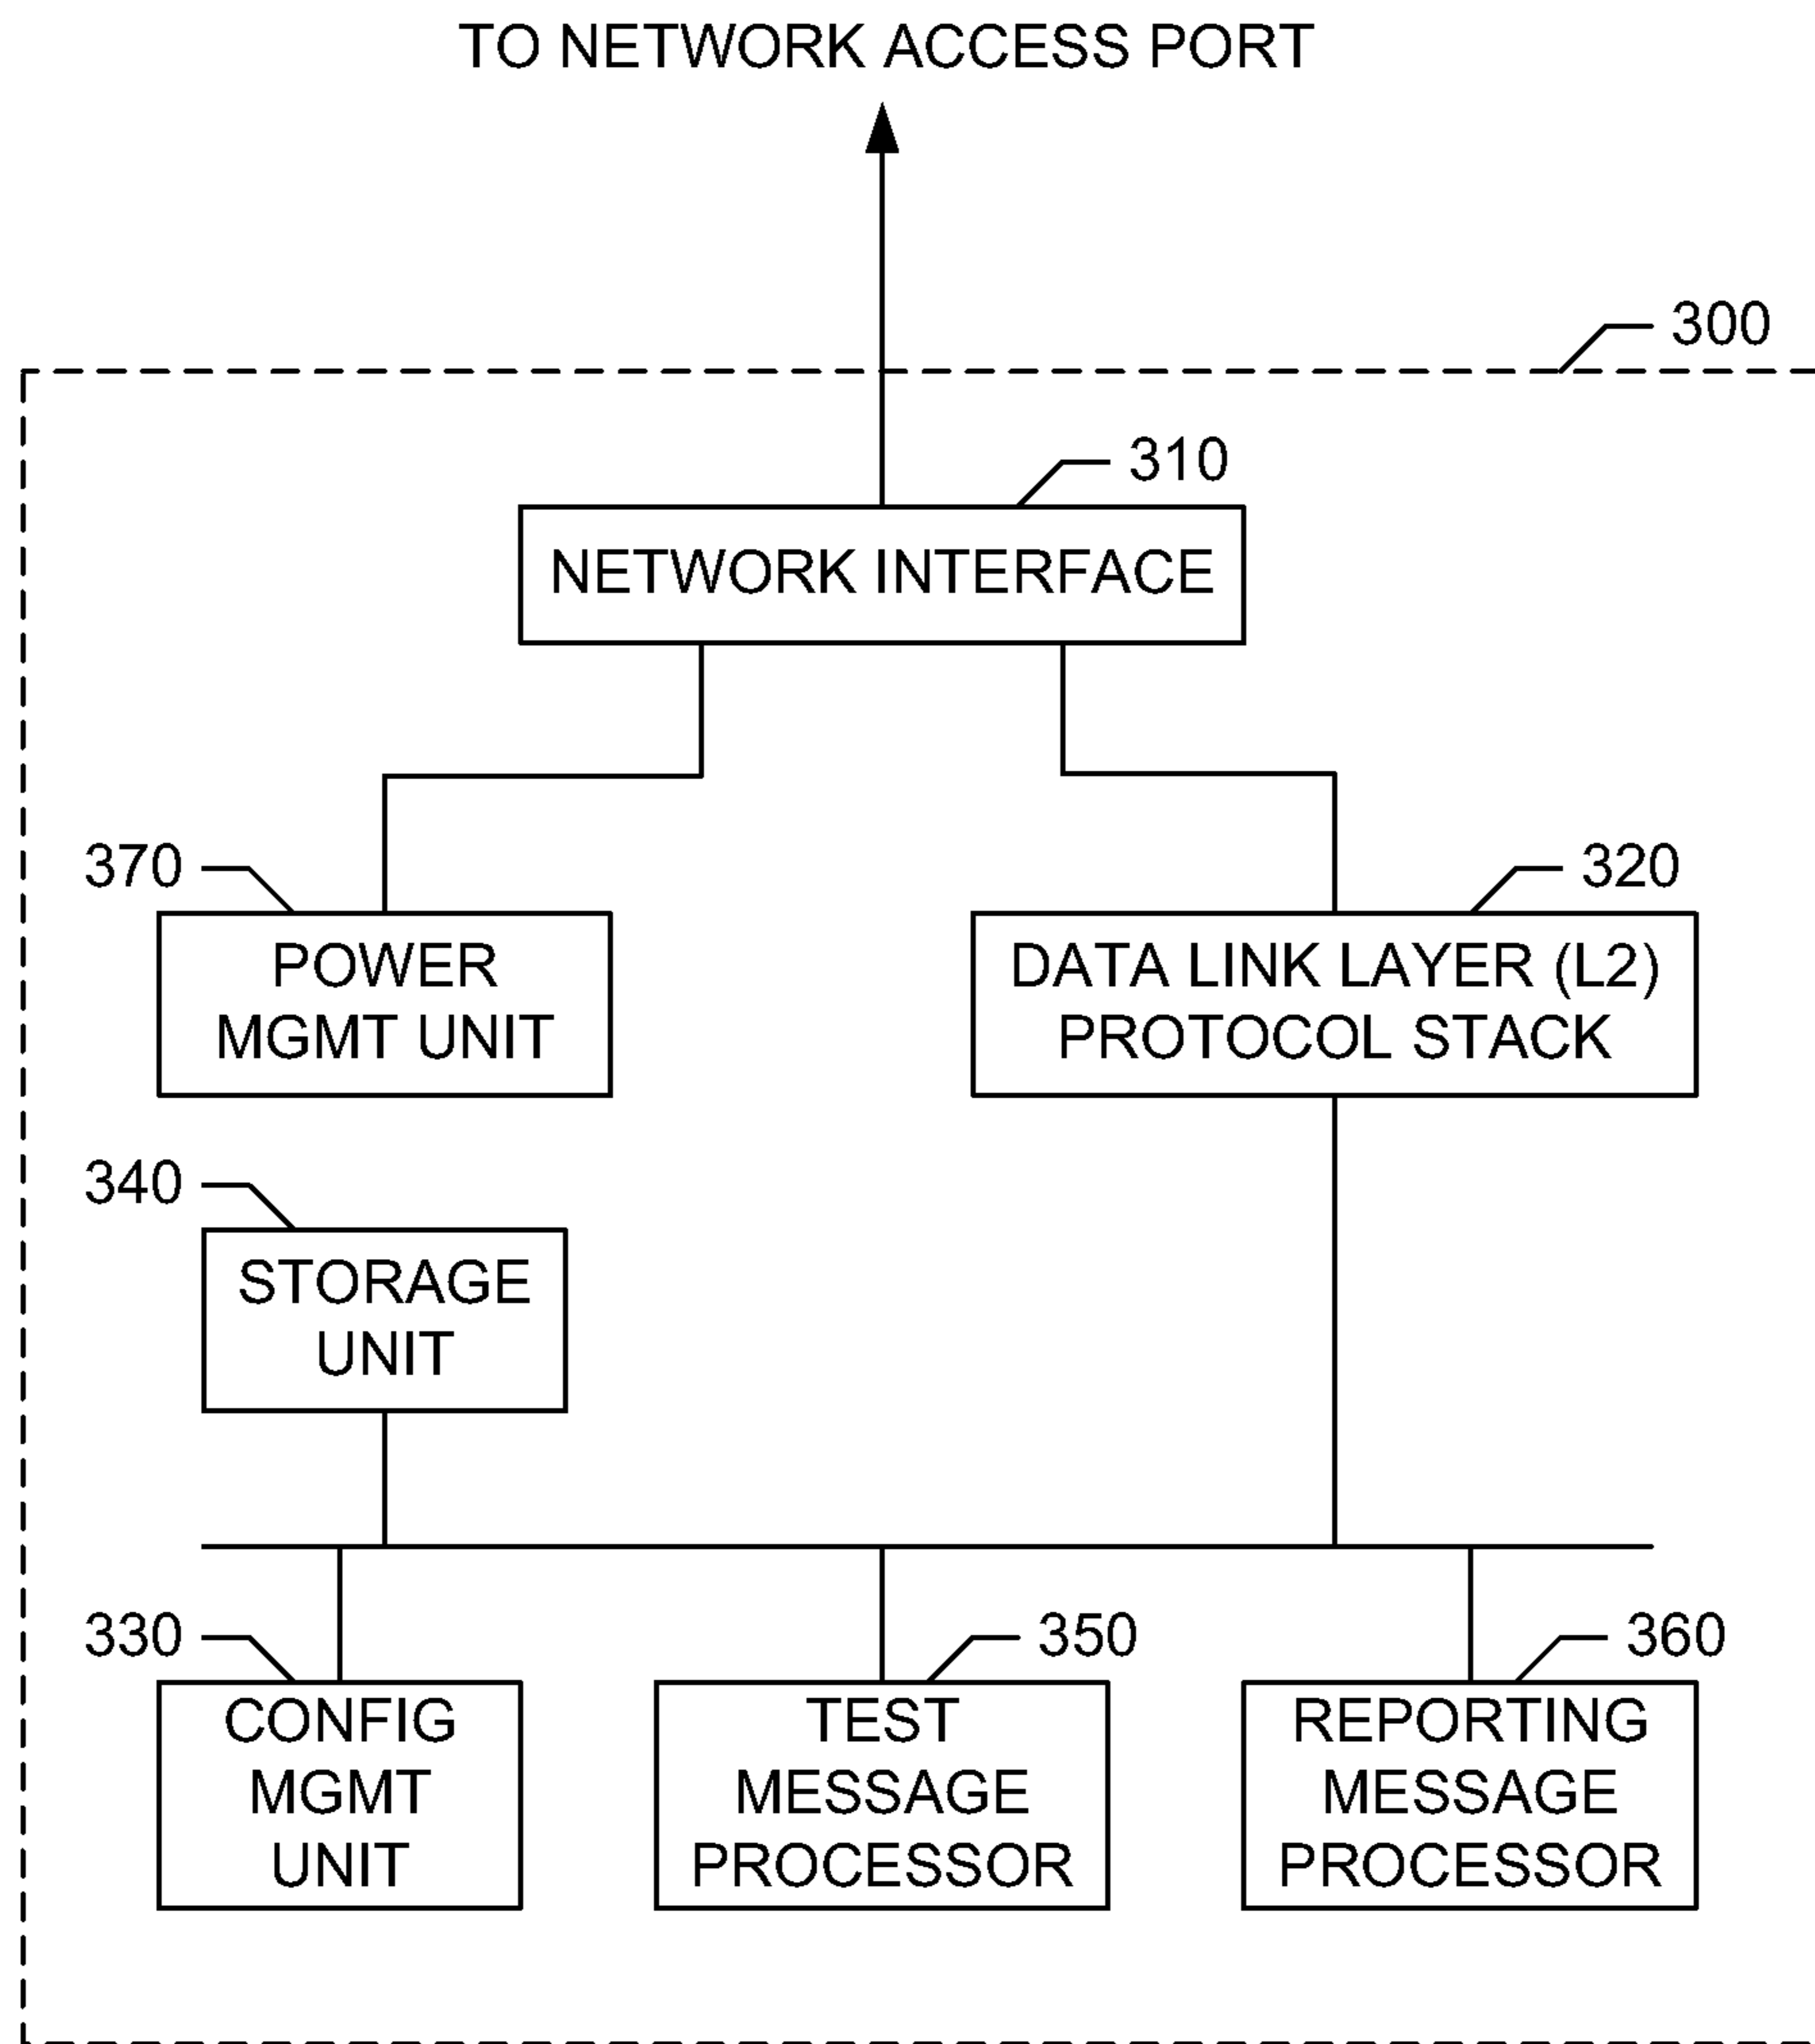 TO NETWORK ACCESS PORT
300
310
NETWORK INTERFACE
370
320
POWER
MGMT UNIT
DATA LINK LAYER (L2)
PROTOCOL STACK
340
STORAGE
UNIT
330
350
360
CONFIG
MGMT
UNIT
TEST
MESSAGE
PROCESSOR
REPORTING
MESSAGE
PROCESSOR